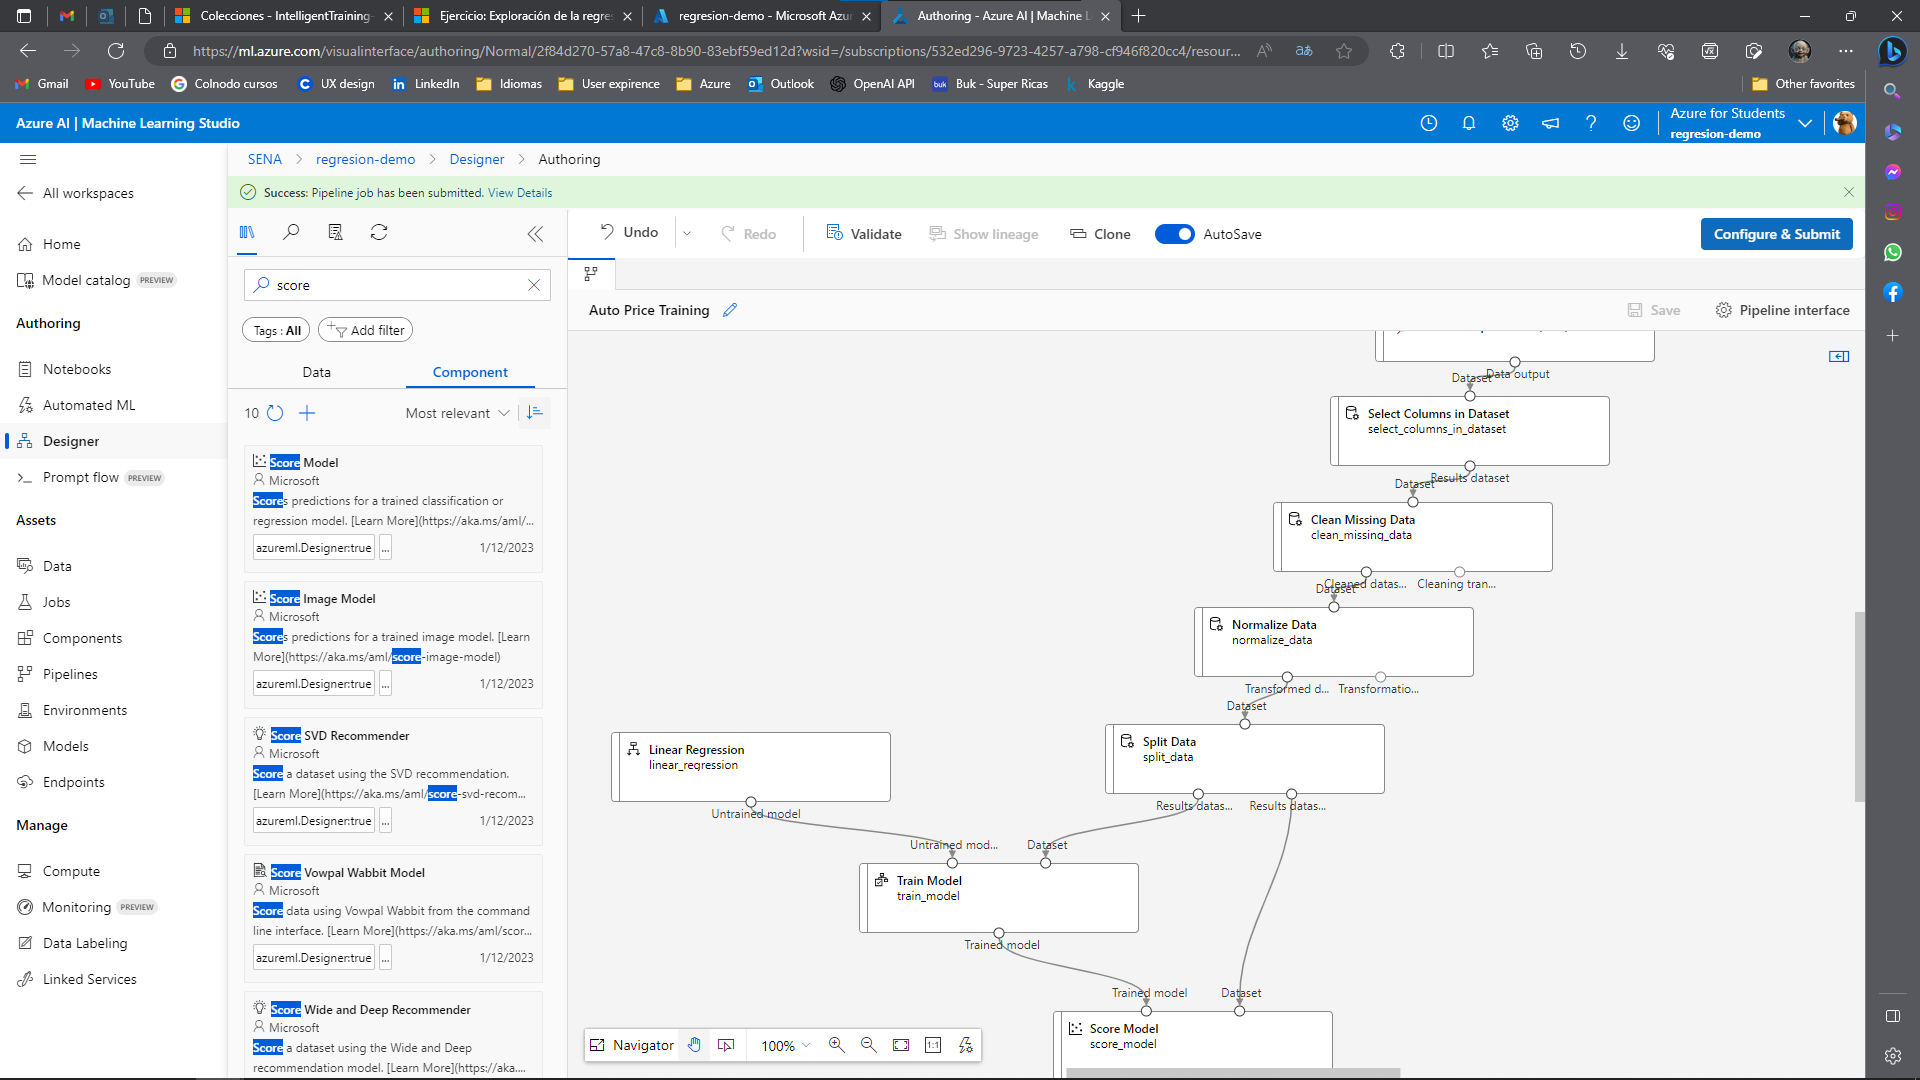 Colecciones - IntelligentTraining-
Ejercicio: Exploración de la regre
regresion-demo - Microsoft Azu
Authoring - Azure AI | Machine L
https://ml.azure.com/visualinterface/authoring/Normal/2f84d270-57a8-47c8-8b90-83ebf59ed12d?wsid=/subscriptions/532ed296-9723-4257-a798-cf946f820cc4/resour...
Gmail
YouTube
Colnodo cursos
UX design
LinkedIn
Idiomas
User expirence
Azure
Outlook
OpenAI API
Buk - Super Ricas
Kaggle
Other favorites
Azure AI | Machine Learning Studio
Azure for Students
regresion-demo
All workspaces
Home
Model catalog PREVIEW
Authoring
Notebooks
Automated ML
Designer
Prompt flow PREVIEW
Assets
Data
Jobs
Components
Pipelines
Environments
Models
Endpoints
Manage
Compute
Monitoring PREVIEW
Data Labeling
Linked Services
SENA > regresion-demo > Designer > Authoring
Success: Pipeline job has been submitted. View Details
score
Tags : All
Add filter
Data
Component
10
Most relevant
Score Model
Microsoft
Scores predictions for a trained classification or
regression model. [Learn More](https://aka.ms/aml/...
azureml.Designer:true ... 1/12/2023
Score Image Model
Microsoft
Scores predictions for a trained image model. [Learn
More](https://aka.ms/aml/score-image-model)
azureml.Designer:true ... 1/12/2023
Score SVD Recommender
Microsoft
Score a dataset using the SVD recommendation.
[Learn More](https://aka.ms/aml/score-svd-recom...
azureml.Designer:true ... 1/12/2023
Score Vowpal Wabbit Model
Microsoft
Score data using Vowpal Wabbit from the command
line interface. [Learn More](https://aka.ms/aml/scor...
azureml.Designer:true ... 1/12/2023
Score Wide and Deep Recommender
Microsoft
Score a dataset using the Wide and Deep
recommendation model. [Learn More](https://aka....
Undo
Redo
Validate
Show lineage
Clone
AutoSave
Configure & Submit
Auto Price Training
Save
Pipeline interface
Data output
Dataset
Select Columns in Dataset
select_columns_in_dataset
Results dataset
Dataset
Clean Missing Data
clean_missing_data
Cleaned datas...
Cleaning tran...
Dataset
Normalize Data
normalize_data
Transformed d...
Transformatio...
Dataset
Split Data
split_data
Results datas...
Results datas...
Linear Regression
linear_regression
Untrained model
Untrained mod...
Dataset
Train Model
train_model
Trained model
Trained model
Dataset
Score Model
score_model
Navigator
100%
1:1